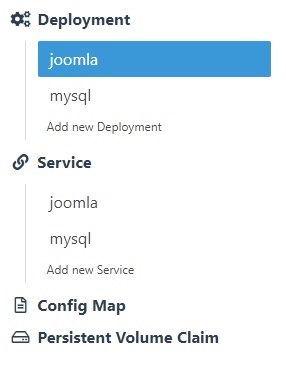 Deployment
joomla
mysql
Add new Deployment
Service
joomla
mysql
Add new Service
Config Map
Persistent Volume Claim